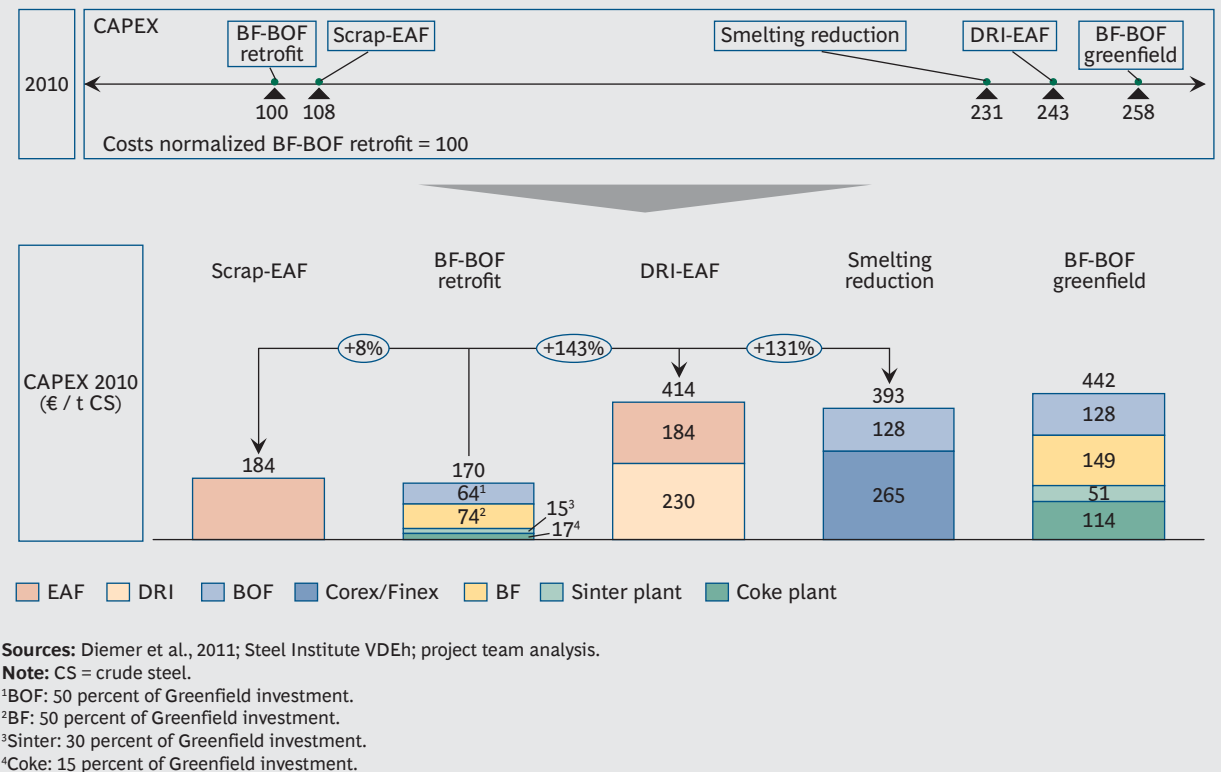 CAPEX
BF-BOF
retrofit
Scrap-EAF
Smelting reduction
DRI-EAF
BF-BOF
greenfield
2010
100
108
231
243
258
Costs normalized BF-BOF retrofit = 100
Scrap-EAF
BF-BOF
retrofit
DRI-EAF
Smelting
reduction
BF-BOF
greenfield
+8%
+143%
+131%
CAPEX 2010
(€ / t CS)
184
170
64¹
74²
15³
17⁴
414
184
230
393
128
265
442
128
149
51
114
EAF
DRI
BOF
Corex/Finex
BF
Sinter plant
Coke plant
Sources: Diemer et al., 2011; Steel Institute VDEh; project team analysis.
Note: CS = crude steel.
¹BOF: 50 percent of Greenfield investment.
²BF: 50 percent of Greenfield investment.
³Sinter: 30 percent of Greenfield investment.
⁴Coke: 15 percent of Greenfield investment.